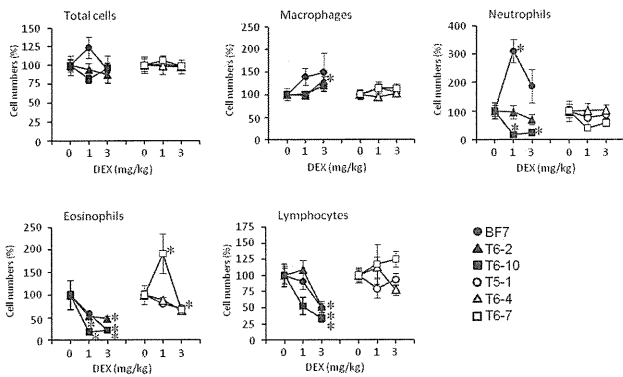 Total cells
Macrophages
Neutrophils
Cell numbers (%)
150
125
100
75
50
25
0
0 1 3 0 1 3
DEX (mg/kg)
Cell numbers (%)
250
200
150
100
50
0
*
0 1 3 0 1 3
DEX (mg/kg)
Cell numbers (%)
400
300
200
100
0
*
* *
0 1 3 0 1 3
DEX (mg/kg)
Eosinophils
Lymphocytes
Cell numbers (%)
250
200
150
100
50
0
*
*
* *
* *
* *
0 1 3 0 1 3
DEX (mg/kg)
Cell numbers (%)
175
150
125
100
75
50
25
0
*
*
*
0 1 3 0 1 3
DEX (mg/kg)
BF7
T6-2
T6-10
T5-1
T6-4
T6-7